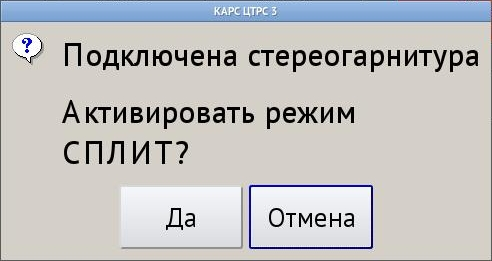 КАРС ЦТРС 3
Подключена стереогарнитура
Активировать режим
СПЛИТ?
Да
Отмена